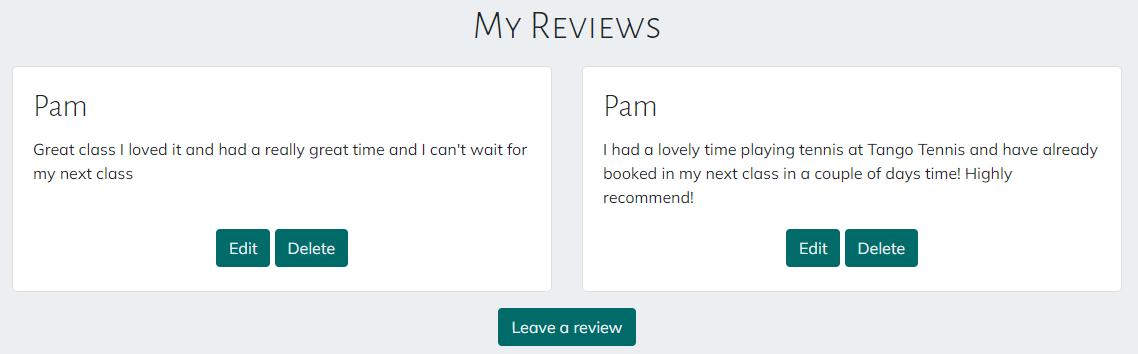 My Reviews
Pam
Great class I loved it and had a really great time and I can't wait for
my next class
Edit
Delete
Pam
I had a lovely time playing tennis at Tango Tennis and have already
booked in my next class in a couple of days time! Highly
recommend!
Edit
Delete
Leave a review